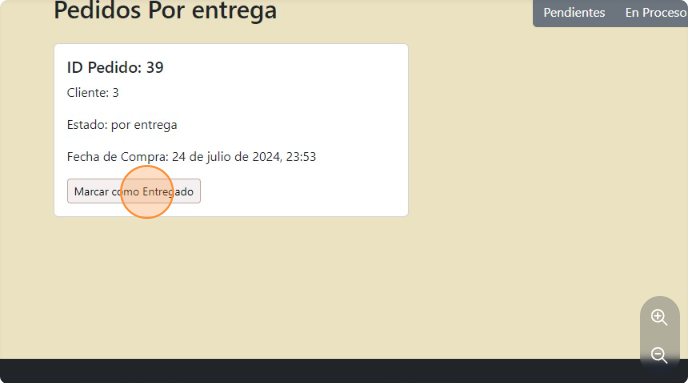 Pedidos Por entrega
Pendientes En Proceso
ID Pedido: 39
Cliente: 3
Estado: por entrega
Fecha de Compra: 24 de julio de 2024, 23:53
Marcar como Entregado